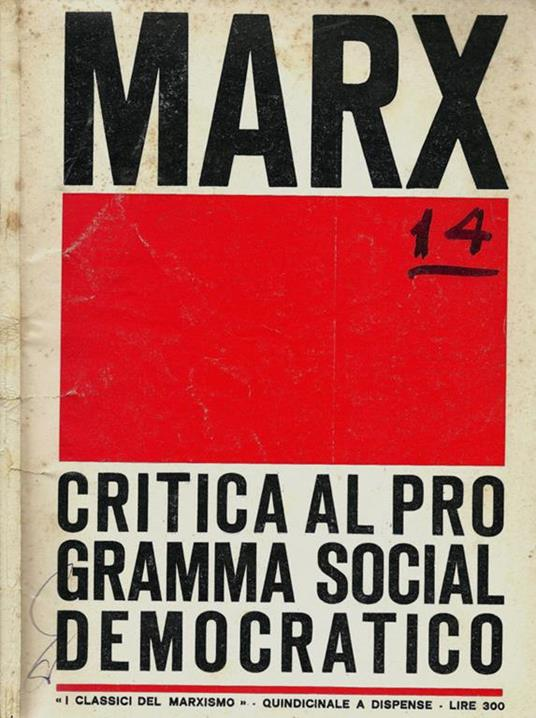 MARX
14
CRITICA AL PRO
GRAMMA SOCIAL
DEMOCRATICO
« I CLASSICI DEL MARXISMO » - QUINDICINALE A DISPENSE - LIRE 300